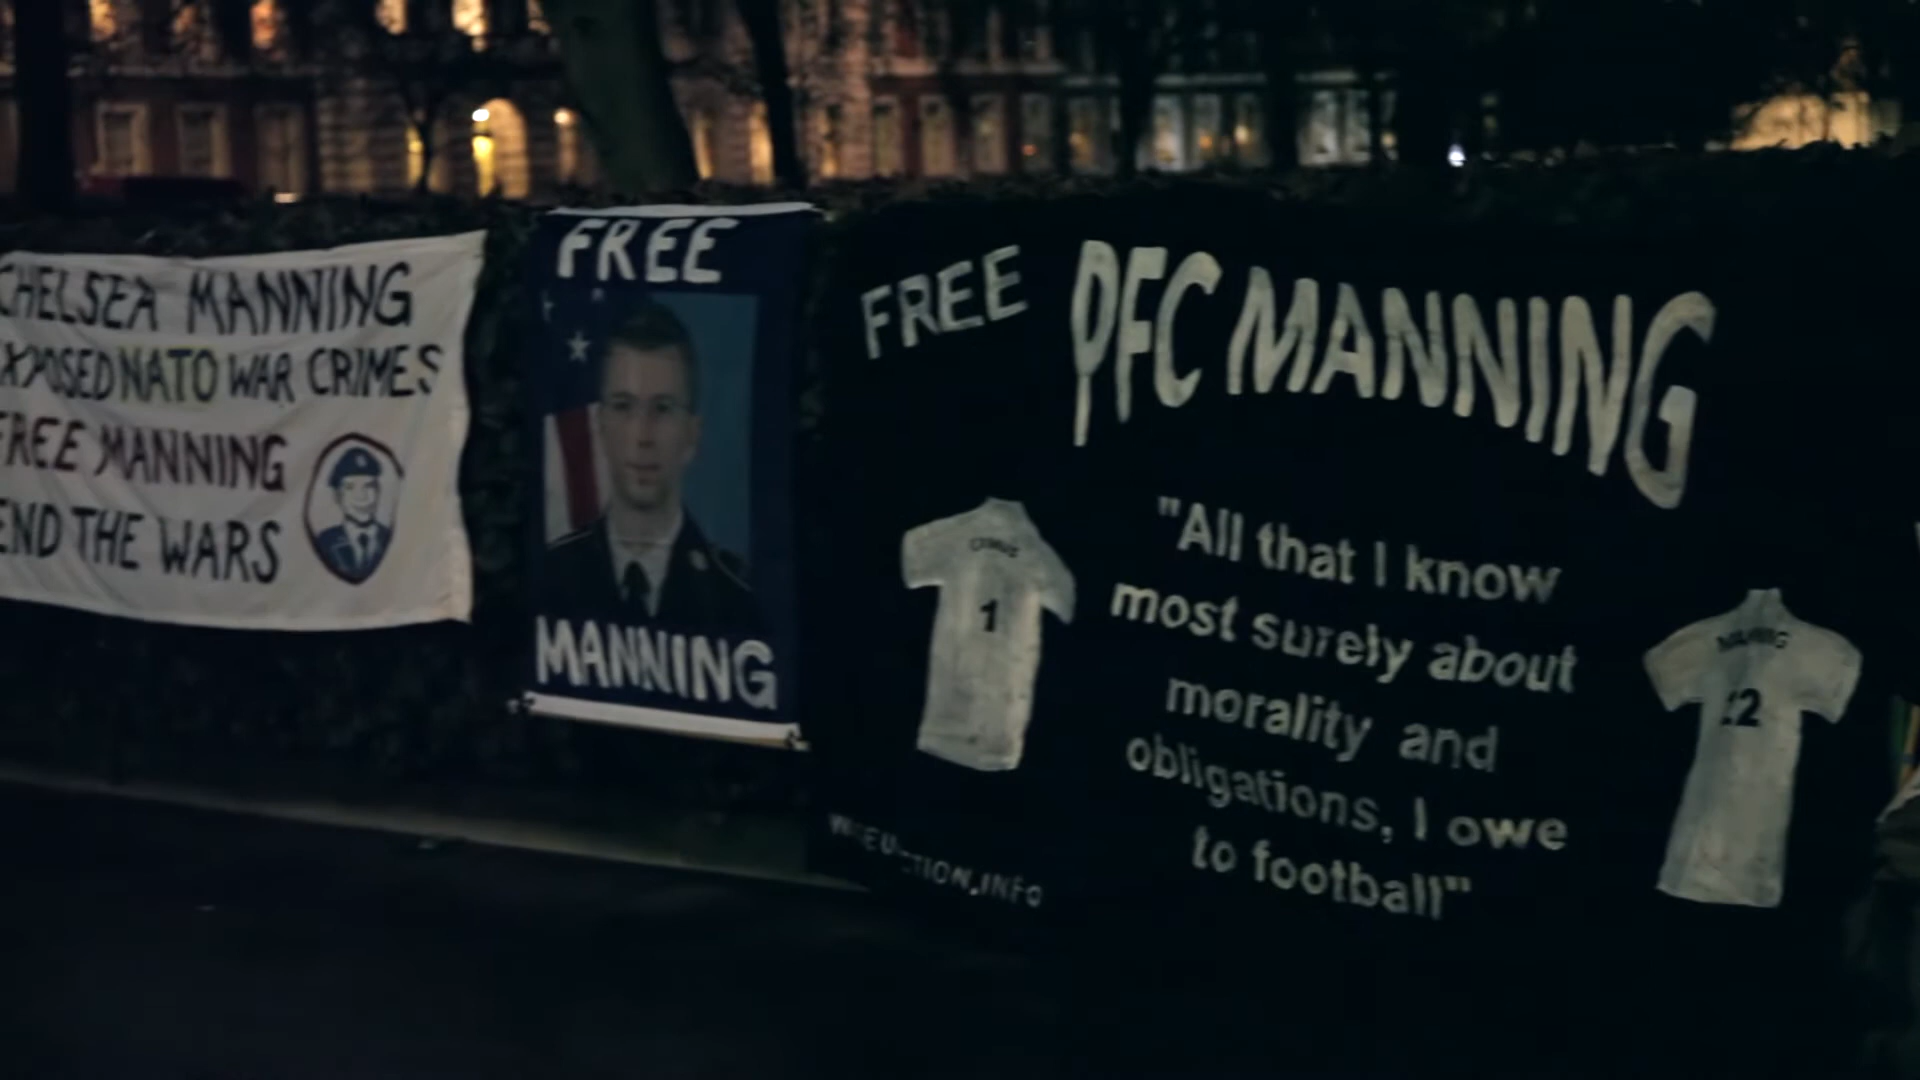 CHELSEA MANNING
EXPOSED NATO WAR CRIMES
FREE MANNING
END THE WARS
FREE
MANNING
FREE PFC MANNING
"All that I know
most surely about
morality and
obligations, I owe
to football"
1
MANNING
22